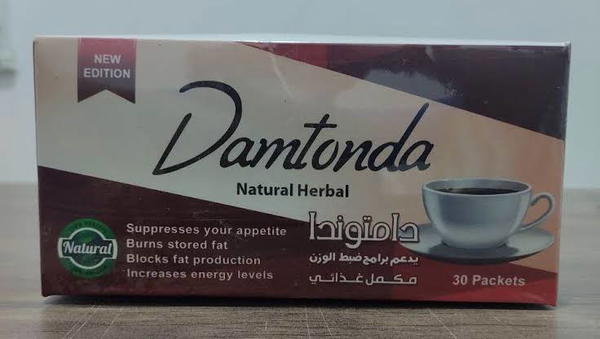 NEW
EDITION
Damtonda
Natural Herbal
دامتوندا
يدعم برامج ضبط الوزن
مكمل غذائي
Suppresses your appetite
Burns stored fat
Blocks fat production
Increases energy levels
Natural
30 Packets